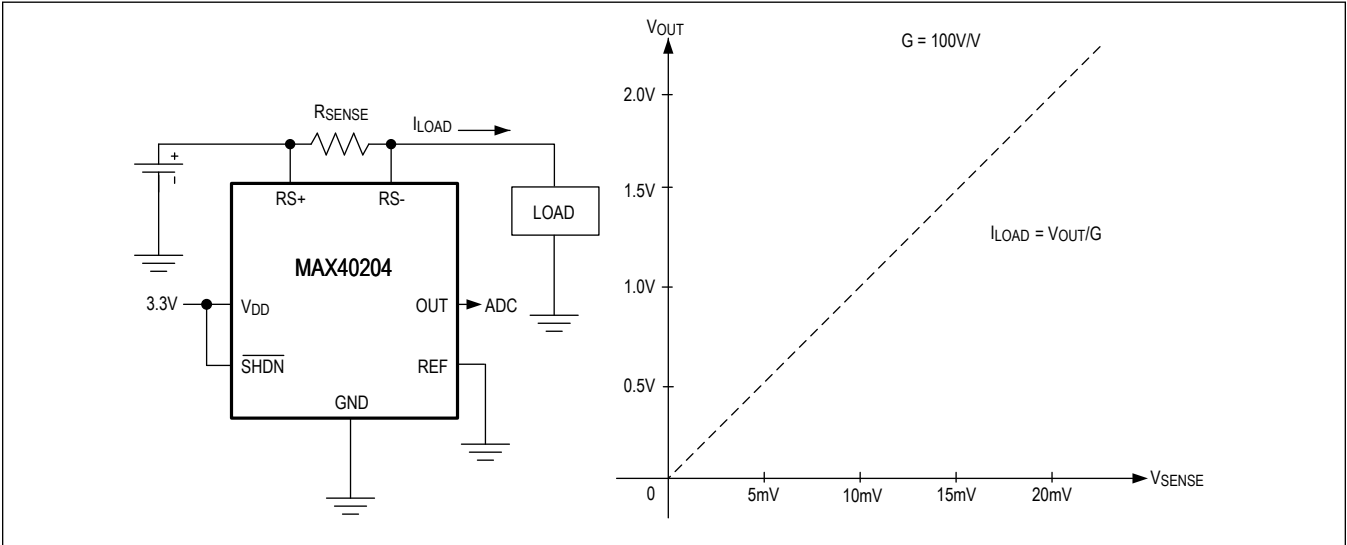 RSENSE
ILOAD
+
-
RS+ RS-
LOAD
MAX40204
3.3V
VDD
OUT
ADC
SHDN
REF
GND
VOUT
G = 100V/V
2.0V
1.5V
ILOAD = VOUT/G
1.0V
0.5V
0
5mV 10mV 15mV 20mV
VSENSE